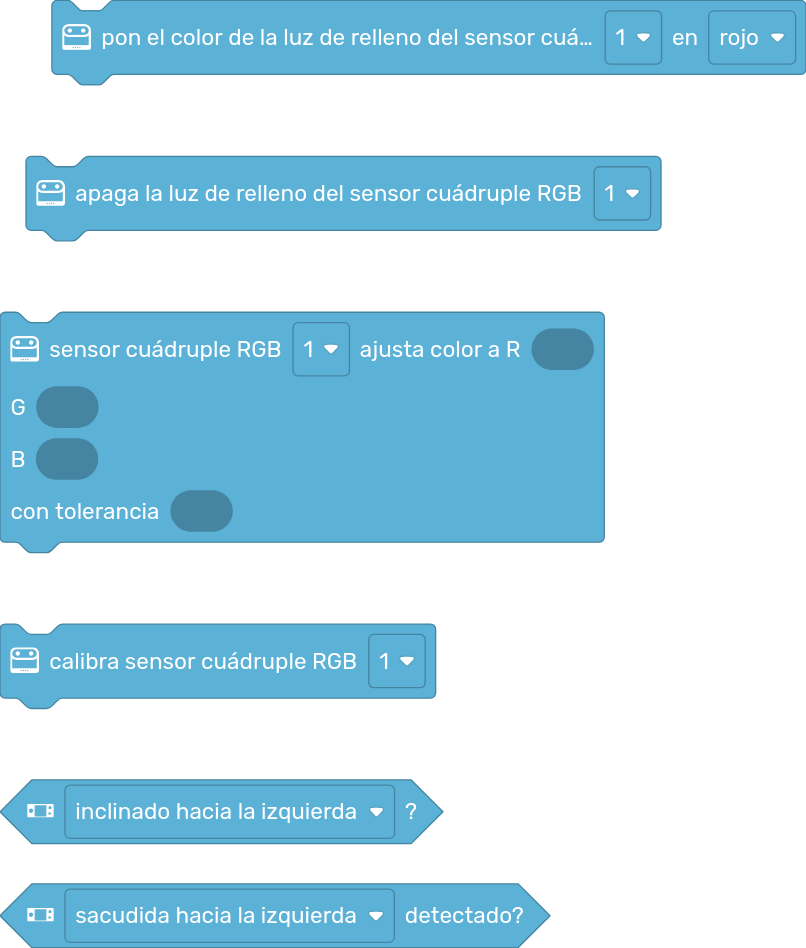 pon el color de la luz de relleno del sensor cuá... 1 en rojo
apaga la luz de relleno del sensor cuádruple RGB 1
sensor cuádruple RGB 1 ajusta color a R
G
B
con tolerancia
calibra sensor cuádruple RGB 1
inclinado hacia la izquierda ?
sacudida hacia la izquierda detectado?